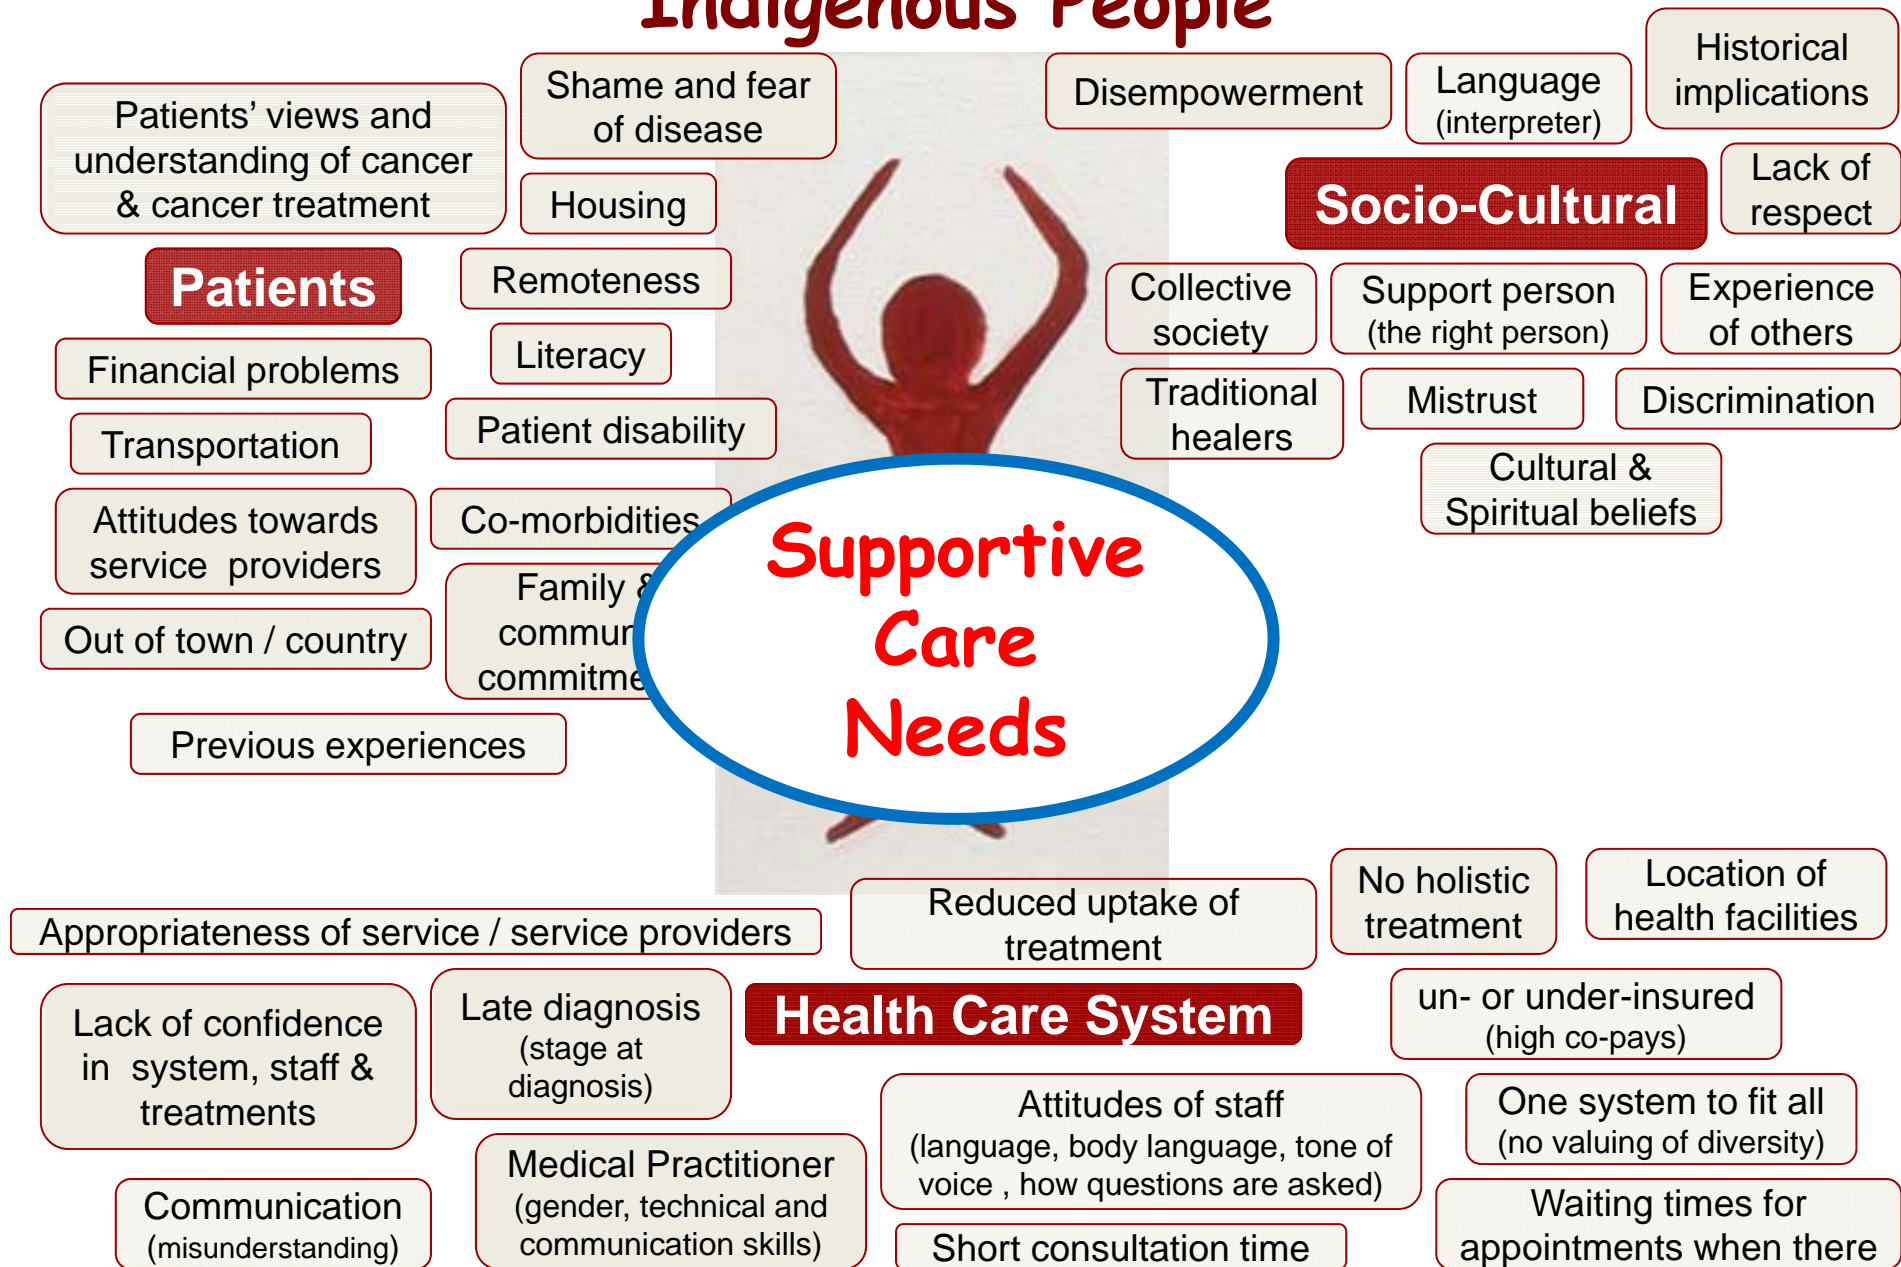 Indigenous People
Patients' views and
understanding of cancer
& cancer treatment
Shame and fear
of disease
Housing
Patients
Remoteness
Literacy
Financial problems
Transportation
Patient disability
Attitudes towards
service providers
Co-morbidities
Family &
commitme
Out of town / country
Previous experiences
Disempowerment
Language
(interpreter)
Historical
implications
Socio-Cultural
Lack of
respect
Collective
society
Support person
(the right person)
Experience
of others
Traditional
healers
Mistrust
Discrimination
Cultural &
Spiritual beliefs
Supportive
Care
Needs
Appropriateness of service / service providers
Reduced uptake of
treatment
No holistic
treatment
Location of
health facilities
Lack of confidence
in system, staff &
treatments
Late diagnosis
(stage at
diagnosis)
Health Care System
un- or under-insured
(high co-pays)
Attitudes of staff
(language, body language, tone of
voice , how questions are asked)
One system to fit all
(no valuing of diversity)
Communication
(misunderstanding)
Medical Practitioner
(gender, technical and
communication skills)
Short consultation time
Waiting times for
appointments when there